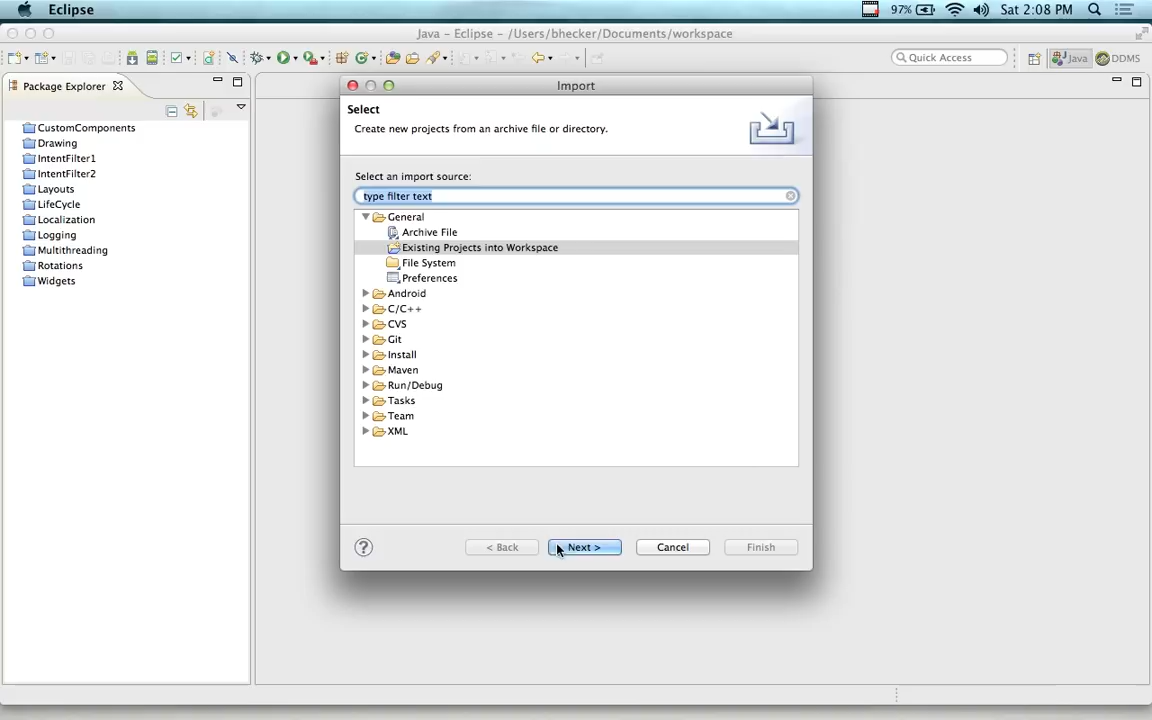 Eclipse 97% Sat 2:08 PM
Java – Eclipse – /Users/bhecker/Documents/workspace
Quick Access Java DDMS
Package Explorer
CustomComponents
Drawing
IntentFilter1
IntentFilter2
Layouts
LifeCycle
Localization
Logging
Multithreading
Rotations
Widgets
Import
Select
Create new projects from an archive file or directory.
Select an import source:
type filter text
General
Archive File
Existing Projects into Workspace
File System
Preferences
Android
C/C++
CVS
Git
Install
Maven
Run/Debug
Tasks
Team
XML
? < Back Next > Cancel Finish